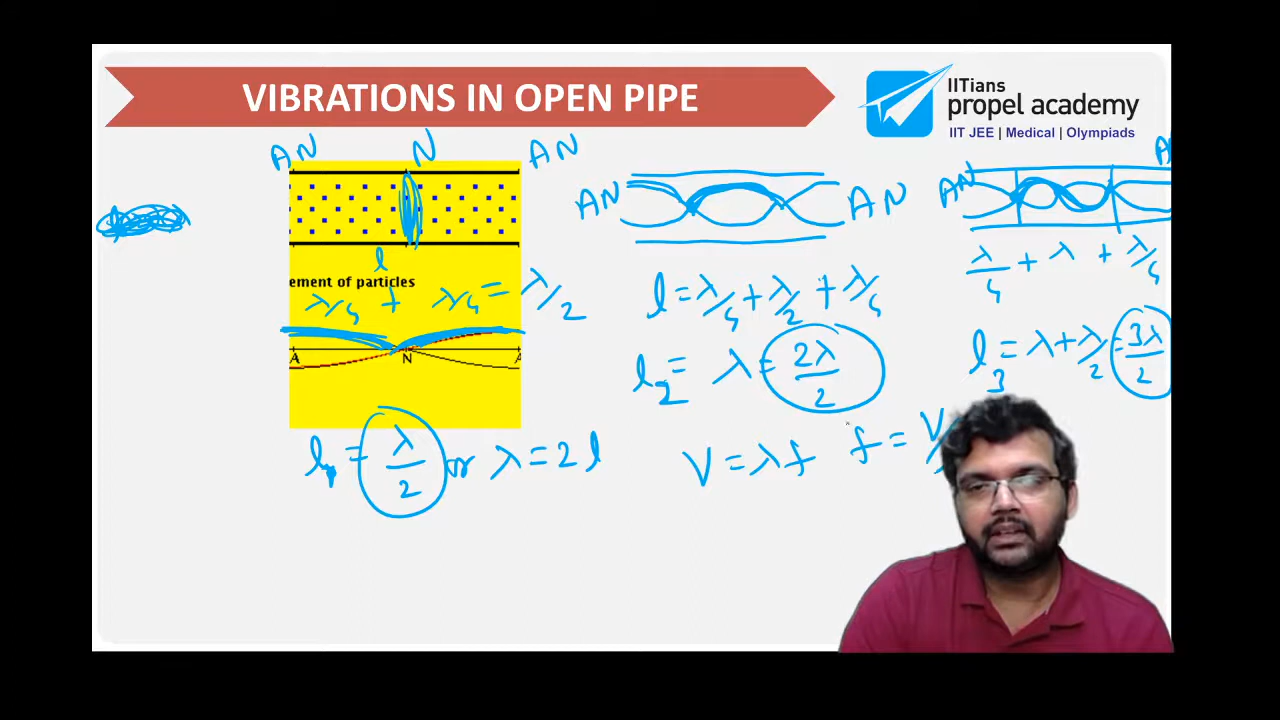 VIBRATIONS IN OPEN PIPE
IITians
propel academy
IIT JEE | Medical | Olympiads
AN N AN
AN AN
AN
l
ement of particles
λ/4 + λ/4 = λ/2
A N
l = λ/4 + λ/2 + λ/4
λ/4 + λ + λ/4
l₂ = λ = 2λ/2
l₃ = λ + λ/2 = 3λ/2
l₁ = λ/2 or λ = 2l
V = λf f = V/